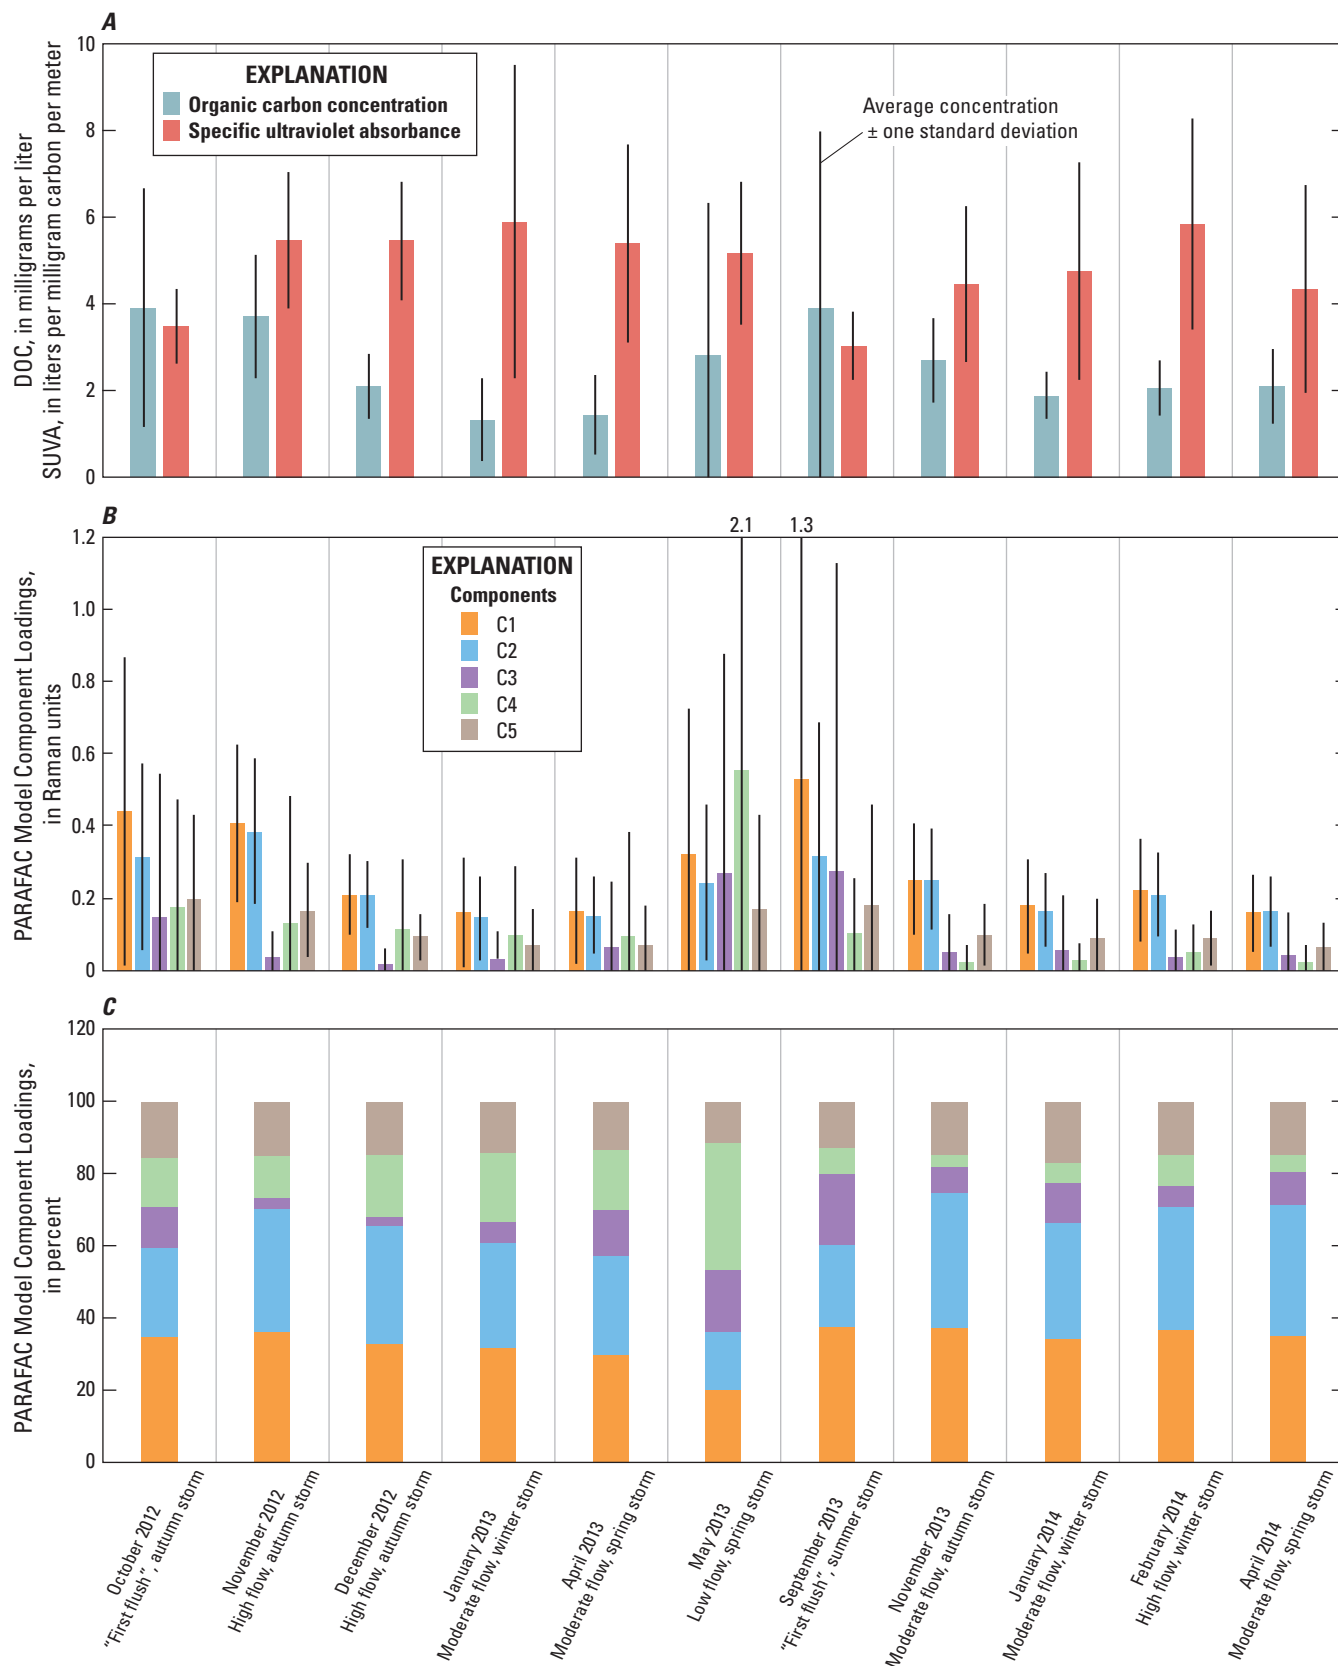 A
DOC, in milligrams per liter
SUVA, in liters per milligram carbon per meter
10
8
6
4
2
0
EXPLANATION
Organic carbon concentration
Specific ultraviolet absorbance
Average concentration
± one standard deviation
B
PARAFAC Model Component Loadings,
in Raman units
1.2
1.0
0.8
0.6
0.4
0.2
0
2.1
1.3
EXPLANATION
Components
C1
C2
C3
C4
C5
C
PARAFAC Model Component Loadings,
in percent
120
100
80
60
40
20
0
October 2012
"First flush", autumn storm
November 2012
High flow, autumn storm
December 2012
High flow, autumn storm
January 2013
Moderate flow, winter storm
April 2013
Moderate flow, spring storm
May 2013
Low flow, spring storm
September 2013
"First flush", summer storm
November 2013
Moderate flow, autumn storm
January 2014
Moderate flow, winter storm
February 2014
High flow, winter storm
April 2014
Moderate flow, spring storm